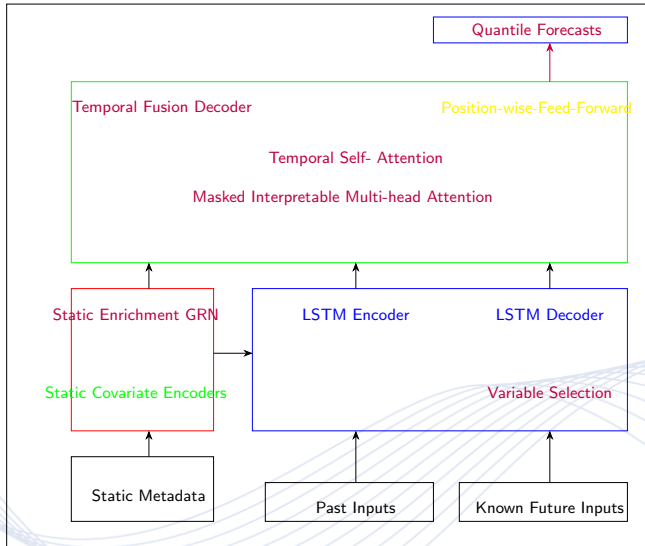 Quantile Forecasts
Temporal Fusion Decoder
Position-wise-Feed-Forward
Temporal Self- Attention
Masked Interpretable Multi-head Attention
Static Enrichment GRN
LSTM Encoder
LSTM Decoder
Static Covariate Encoders
Variable Selection
Static Metadata
Past Inputs
Known Future Inputs